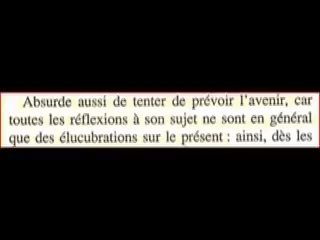 Absurde aussi de tenter de prévoir l'avenir, car
toutes les réflexions à son sujet ne sont en général
que des élucubrations sur le présent : ainsi, dès les